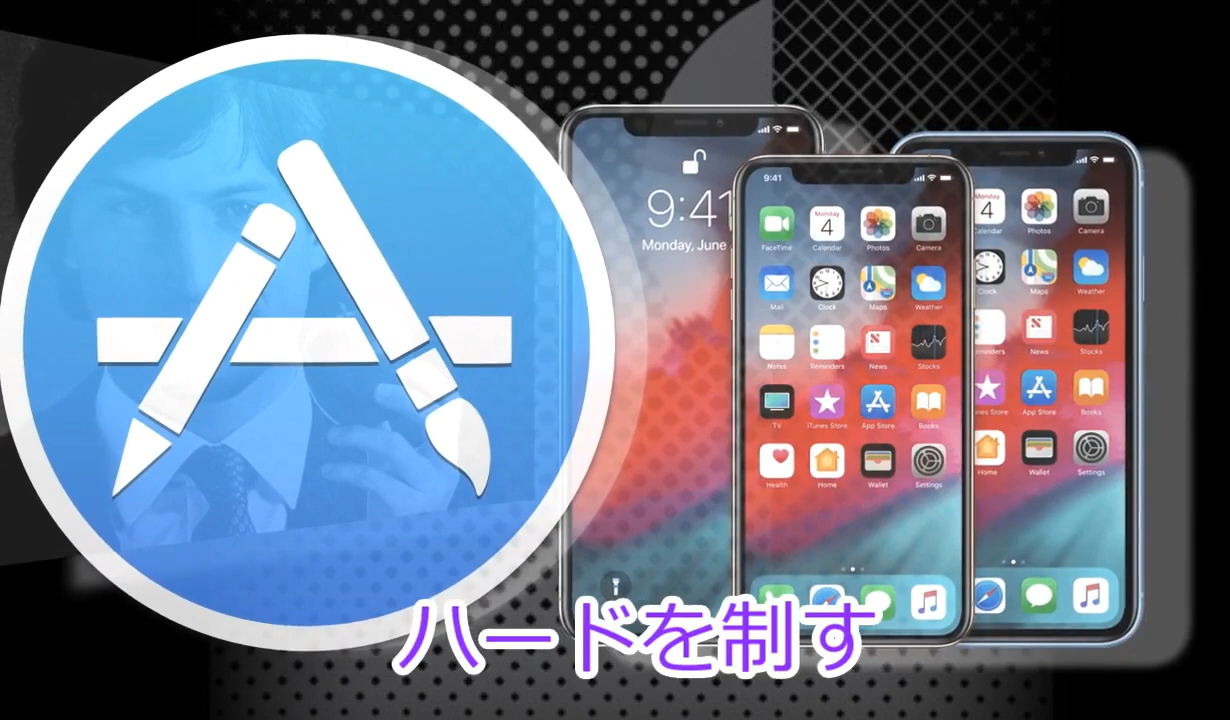 9:41
Monday, June
9:41
Monday
4
FaceTime Calendar Photos Camera
Mail Clock Maps Weather
Notes Reminders News Stocks
TV iTunes Store App Store Books
Health Home Wallet Settings
Monday
4
Calendar Photos Camera
Clock Maps Weather
Reminders News Stocks
iTunes Store App Store Books
Home Wallet Settings
ハードを制す